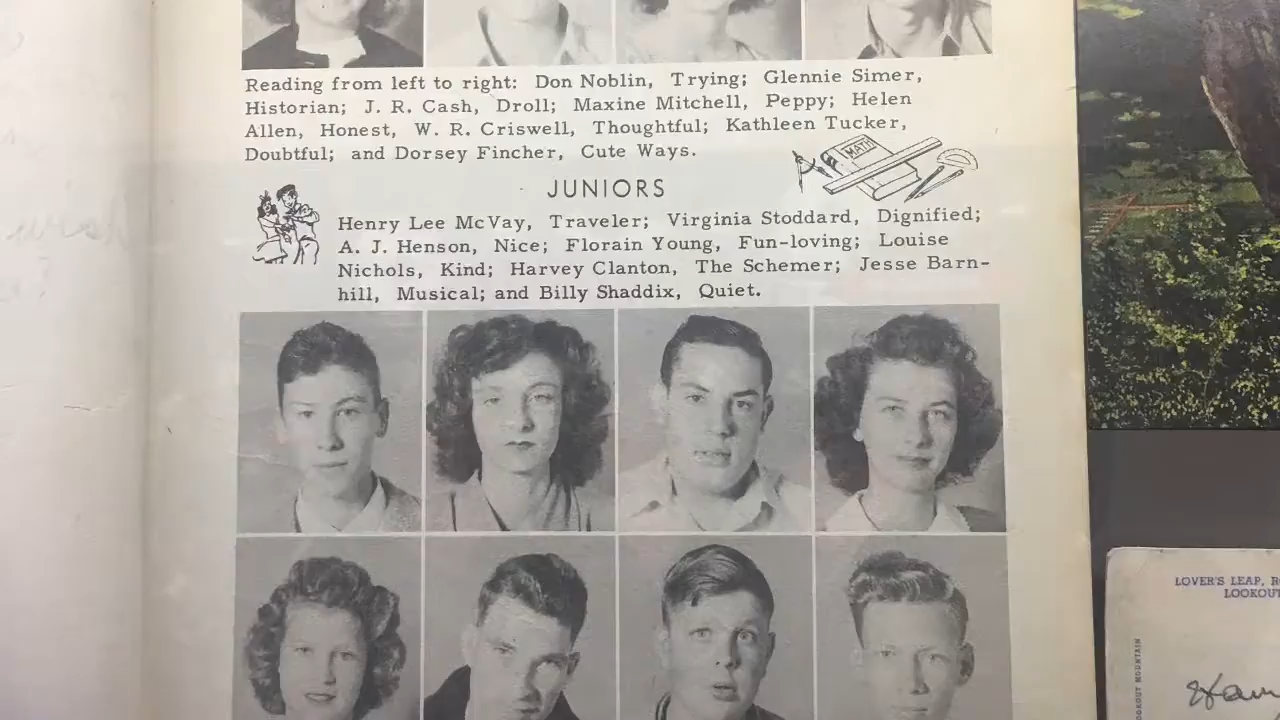 Reading from left to right: Don Noblin, Trying; Glennie Simer,
Historian; J. R. Cash, Droll; Maxine Mitchell, Peppy; Helen
Allen, Honest, W. R. Criswell, Thoughtful; Kathleen Tucker,
Doubtful; and Dorsey Fincher, Cute Ways.
MATH
JUNIORS
Henry Lee McVay, Traveler; Virginia Stoddard, Dignified;
A. J. Henson, Nice; Florain Young, Fun-loving; Louise
Nichols, Kind; Harvey Clanton, The Schemer; Jesse Barn-
hill, Musical; and Billy Shaddix, Quiet.
LOVER'S LEAP,
LOOKOUT
MOUNTAIN